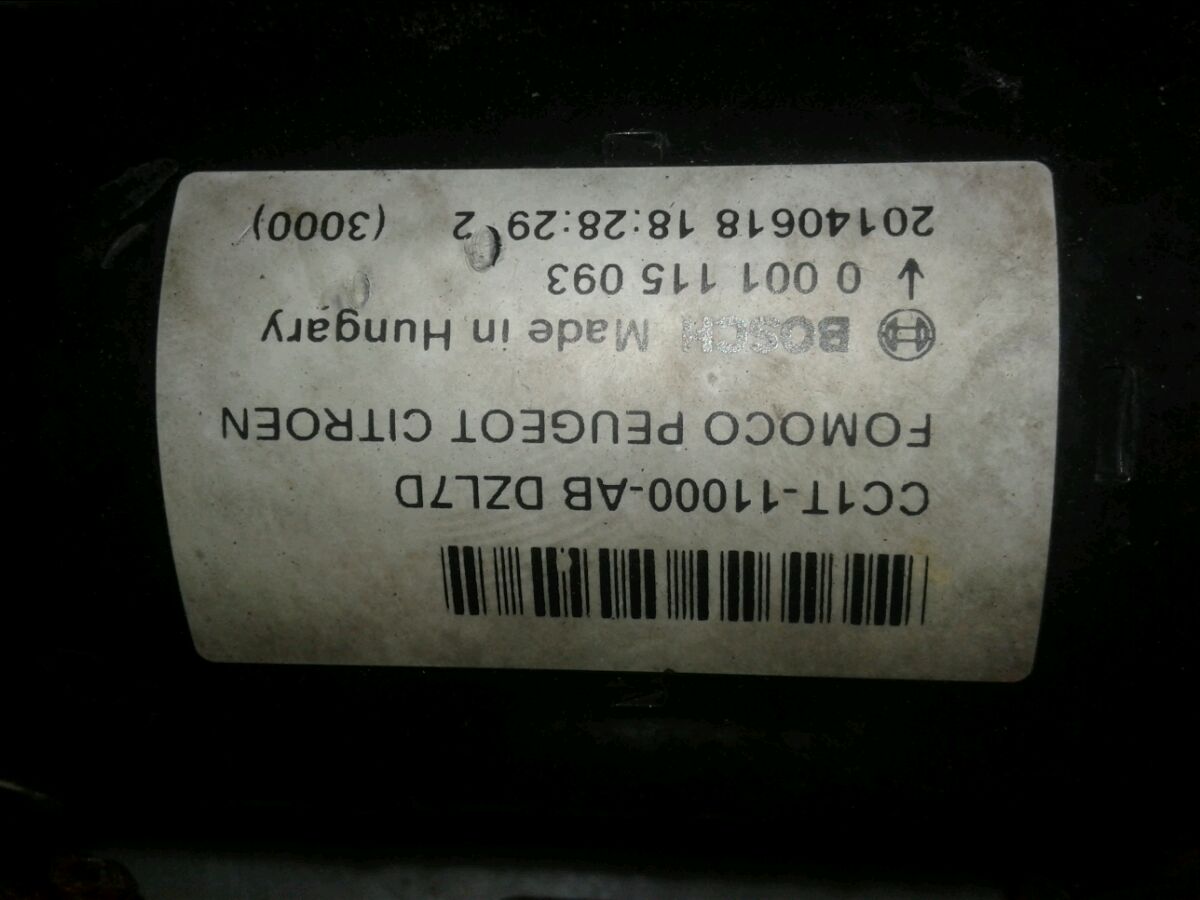 CC1T-11000-AB DZL7D
FOMOCO PEUGEOT CITROEN
BOSCH Made in Hungary
0 001 115 093
20140618 18:28:29 2 (3000)